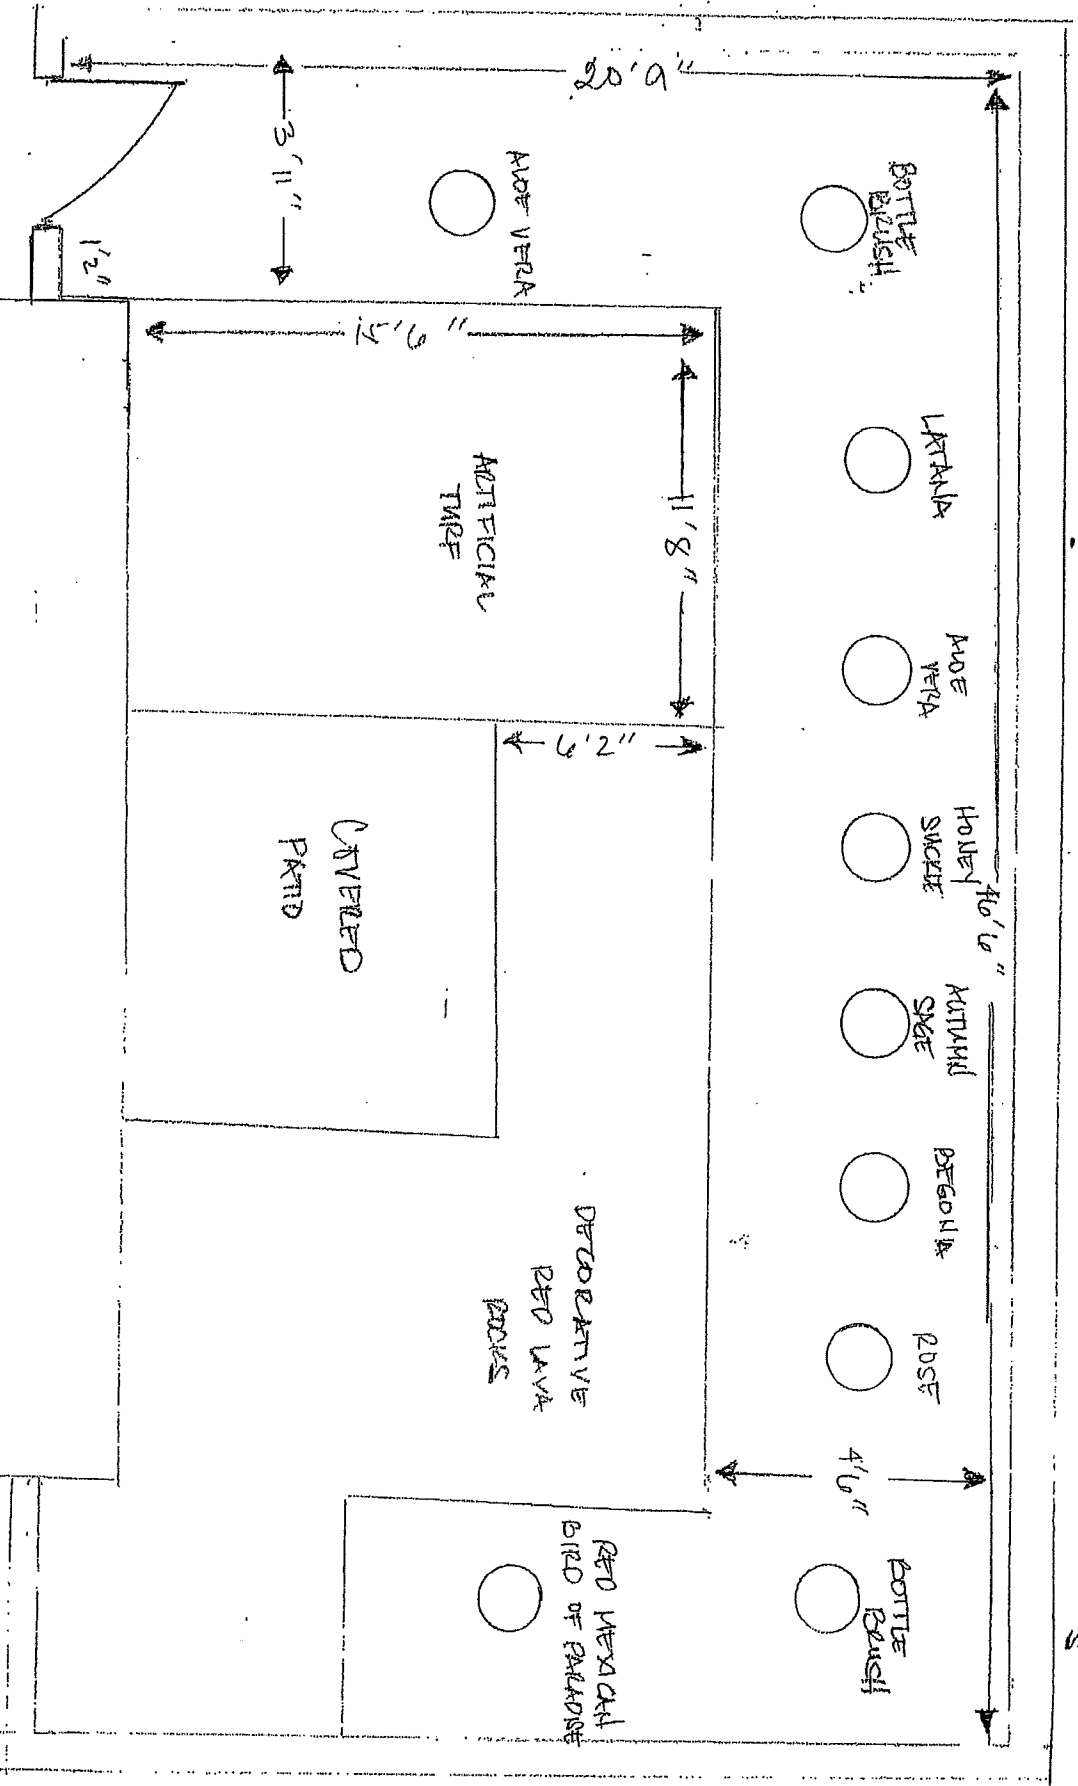 46'6"
20'9"
BOTTLE
BRUSH
LATANA
ALOE
VERA
HONEY
SUCKLE
AUTUMN
SAGE
BEGONIA
ROSE
4'6"
BOTTLE
BRUSH
11'8"
6'2"
ALOE VERA
ARTIFICIAL
TURF
DECORATIVE
RED LAVA
ROCKS
RED MEXICAN
BIRD OF PARADISE
15'6"
3'11"
COVERED
PATIO
1'2"